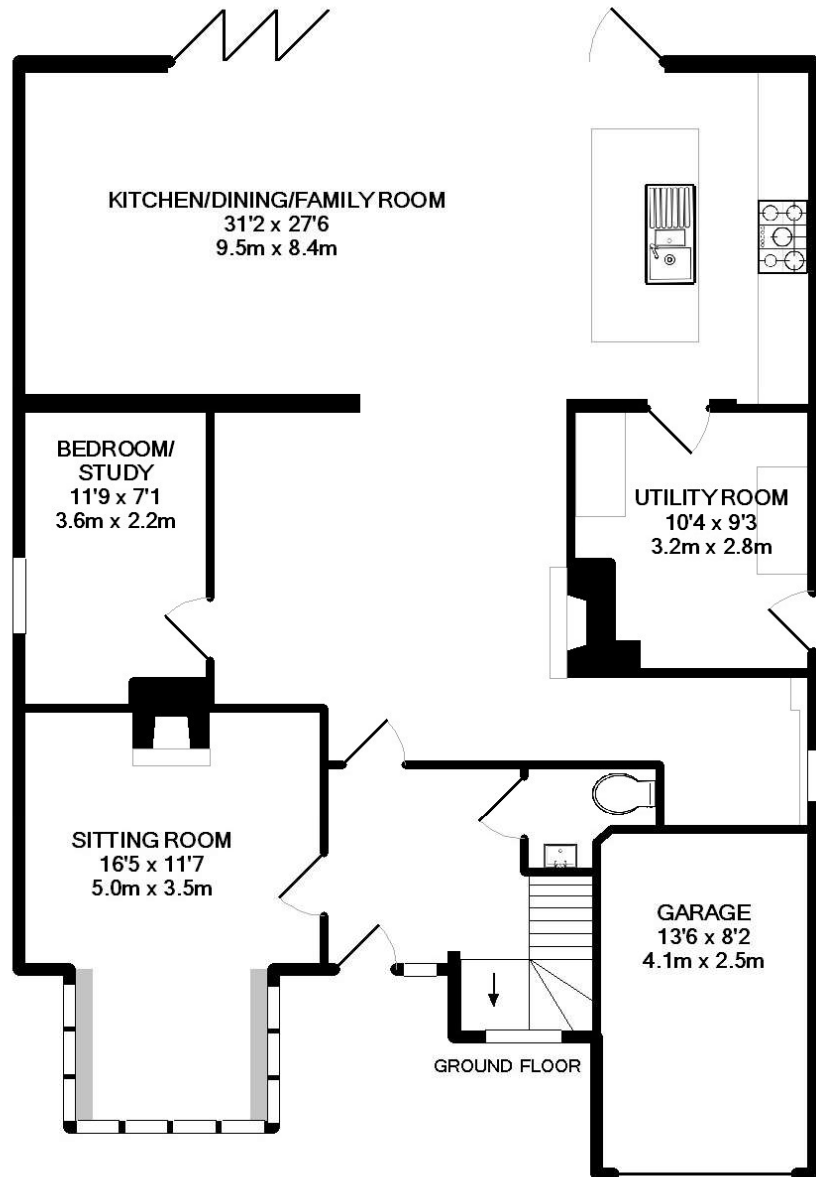 KITCHEN/DINING/FAMILY ROOM
31'2 x 27'6
9.5m x 8.4m
BEDROOM/
STUDY
11'9 x 7'1
3.6m x 2.2m
UTILITY ROOM
10'4 x 9'3
3.2m x 2.8m
SITTING ROOM
16'5 x 11'7
5.0m x 3.5m
GARAGE
13'6 x 8'2
4.1m x 2.5m
GROUND FLOOR